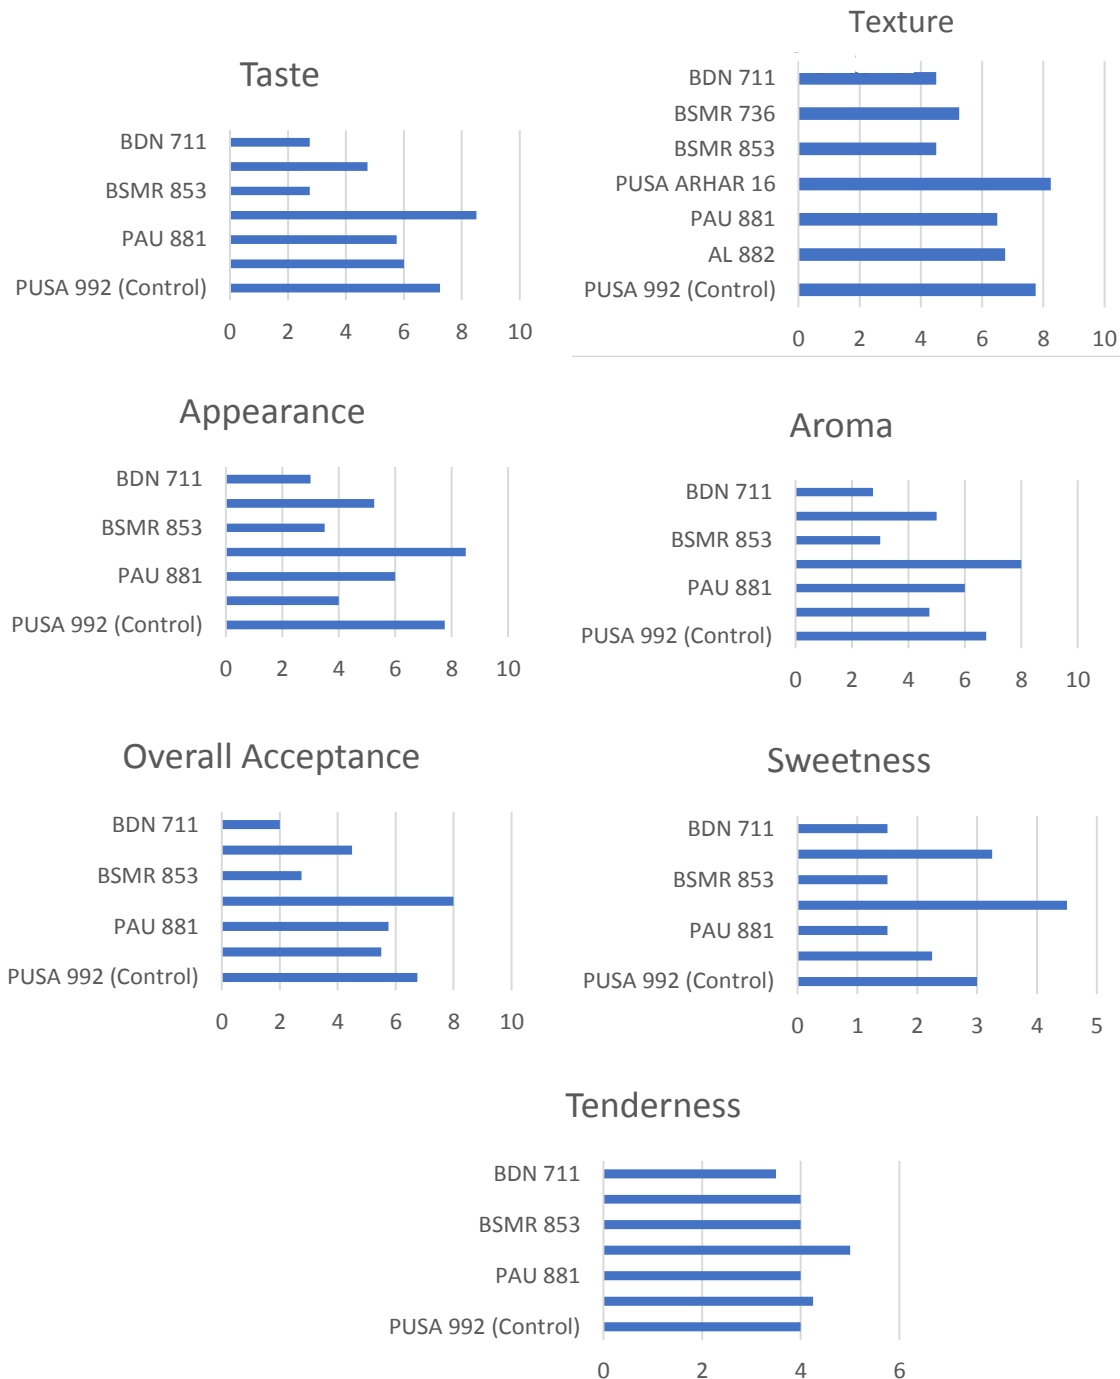 Taste
BDN 711
BSMR 853
PAU 881
PUSA 992 (Control)
0 2 4 6 8 10
Texture
BDN 711
BSMR 736
BSMR 853
PUSA ARHAR 16
PAU 881
AL 882
PUSA 992 (Control)
0 2 4 6 8 10
Appearance
BDN 711
BSMR 853
PAU 881
PUSA 992 (Control)
0 2 4 6 8 10
Aroma
BDN 711
BSMR 853
PAU 881
PUSA 992 (Control)
0 2 4 6 8 10
Overall Acceptance
BDN 711
BSMR 853
PAU 881
PUSA 992 (Control)
0 2 4 6 8 10
Sweetness
BDN 711
BSMR 853
PAU 881
PUSA 992 (Control)
0 1 2 3 4 5
Tenderness
BDN 711
BSMR 853
PAU 881
PUSA 992 (Control)
0 2 4 6